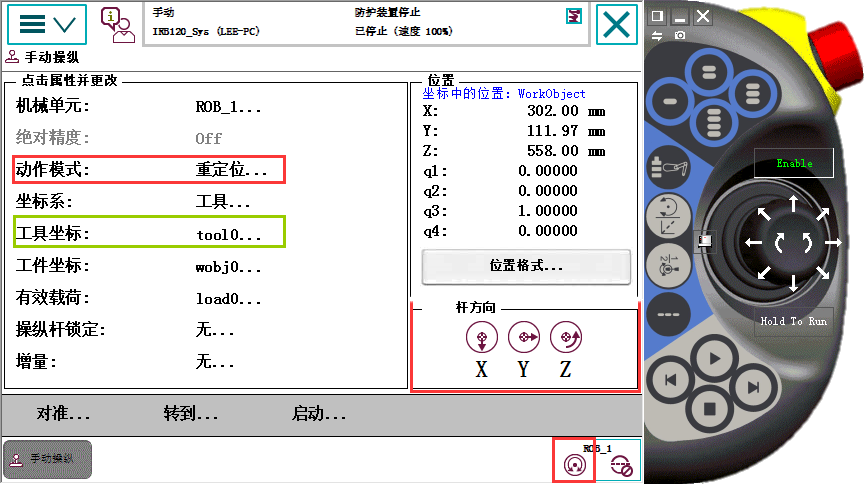 手动
防护装置停止
IRB120_Sys (LEE-PC)
已停止 (速度 100%)
手动操纵
点击属性并更改
机械单元: ROB_1...
绝对精度: Off
动作模式: 重定位...
坐标系: 工具...
工具坐标: tool0...
工件坐标: wobj0...
有效载荷: load0...
操纵杆锁定: 无...
增量: 无...
位置
坐标中的位置: WorkObject
X: 302.00 mm
Y: 111.97 mm
Z: 558.00 mm
q1: 0.00000
q2: 0.00000
q3: 1.00000
q4: 0.00000
位置格式...
杆方向
X Y Z
对准... 转到... 启动...
手动操纵
ROB_1
Enable
Hold To Run